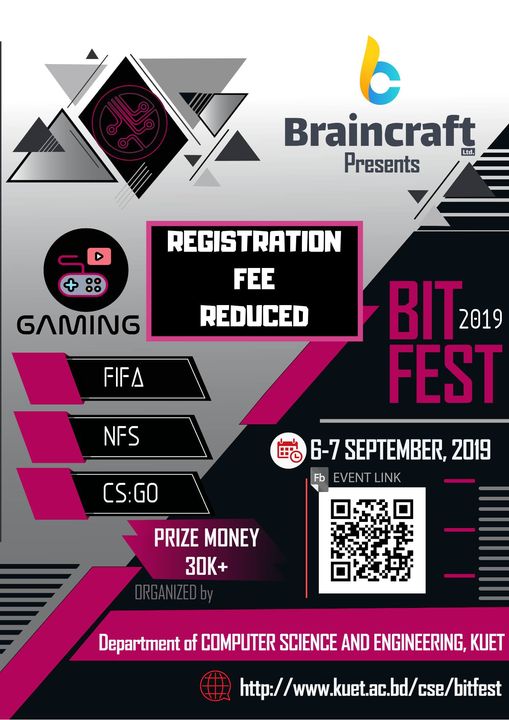 Braincraft
Ltd.
Presents
REGISTRATION
FEE
REDUCED
GAMING
BIT
2019
FEST
FIFA
NFS
CS:GO
6-7 SEPTEMBER, 2019
Fb EVENT LINK
PRIZE MONEY
30K+
ORGANIZED by
Department of COMPUTER SCIENCE AND ENGINEERING, KUET
http://www.kuet.ac.bd/cse/bitfest